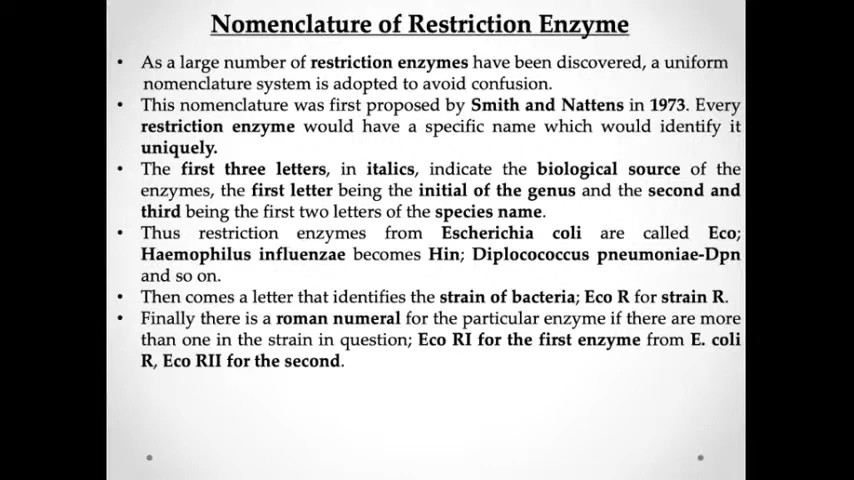 Nomenclature of Restriction Enzyme
• As a large number of restriction enzymes have been discovered, a uniform
nomenclature system is adopted to avoid confusion.
• This nomenclature was first proposed by Smith and Nattens in 1973. Every
restriction enzyme would have a specific name which would identify it
uniquely.
• The first three letters, in italics, indicate the biological source of the
enzymes, the first letter being the initial of the genus and the second and
third being the first two letters of the species name.
• Thus restriction enzymes from Escherichia coli are called Eco;
Haemophilus influenzae becomes Hin; Diplocococcus pneumoniae-Dpn
and so on.
• Then comes a letter that identifies the strain of bacteria; Eco R for strain R.
• Finally there is a roman numeral for the particular enzyme if there are more
than one in the strain in question; Eco RI for the first enzyme from E. coli
R, Eco RII for the second.